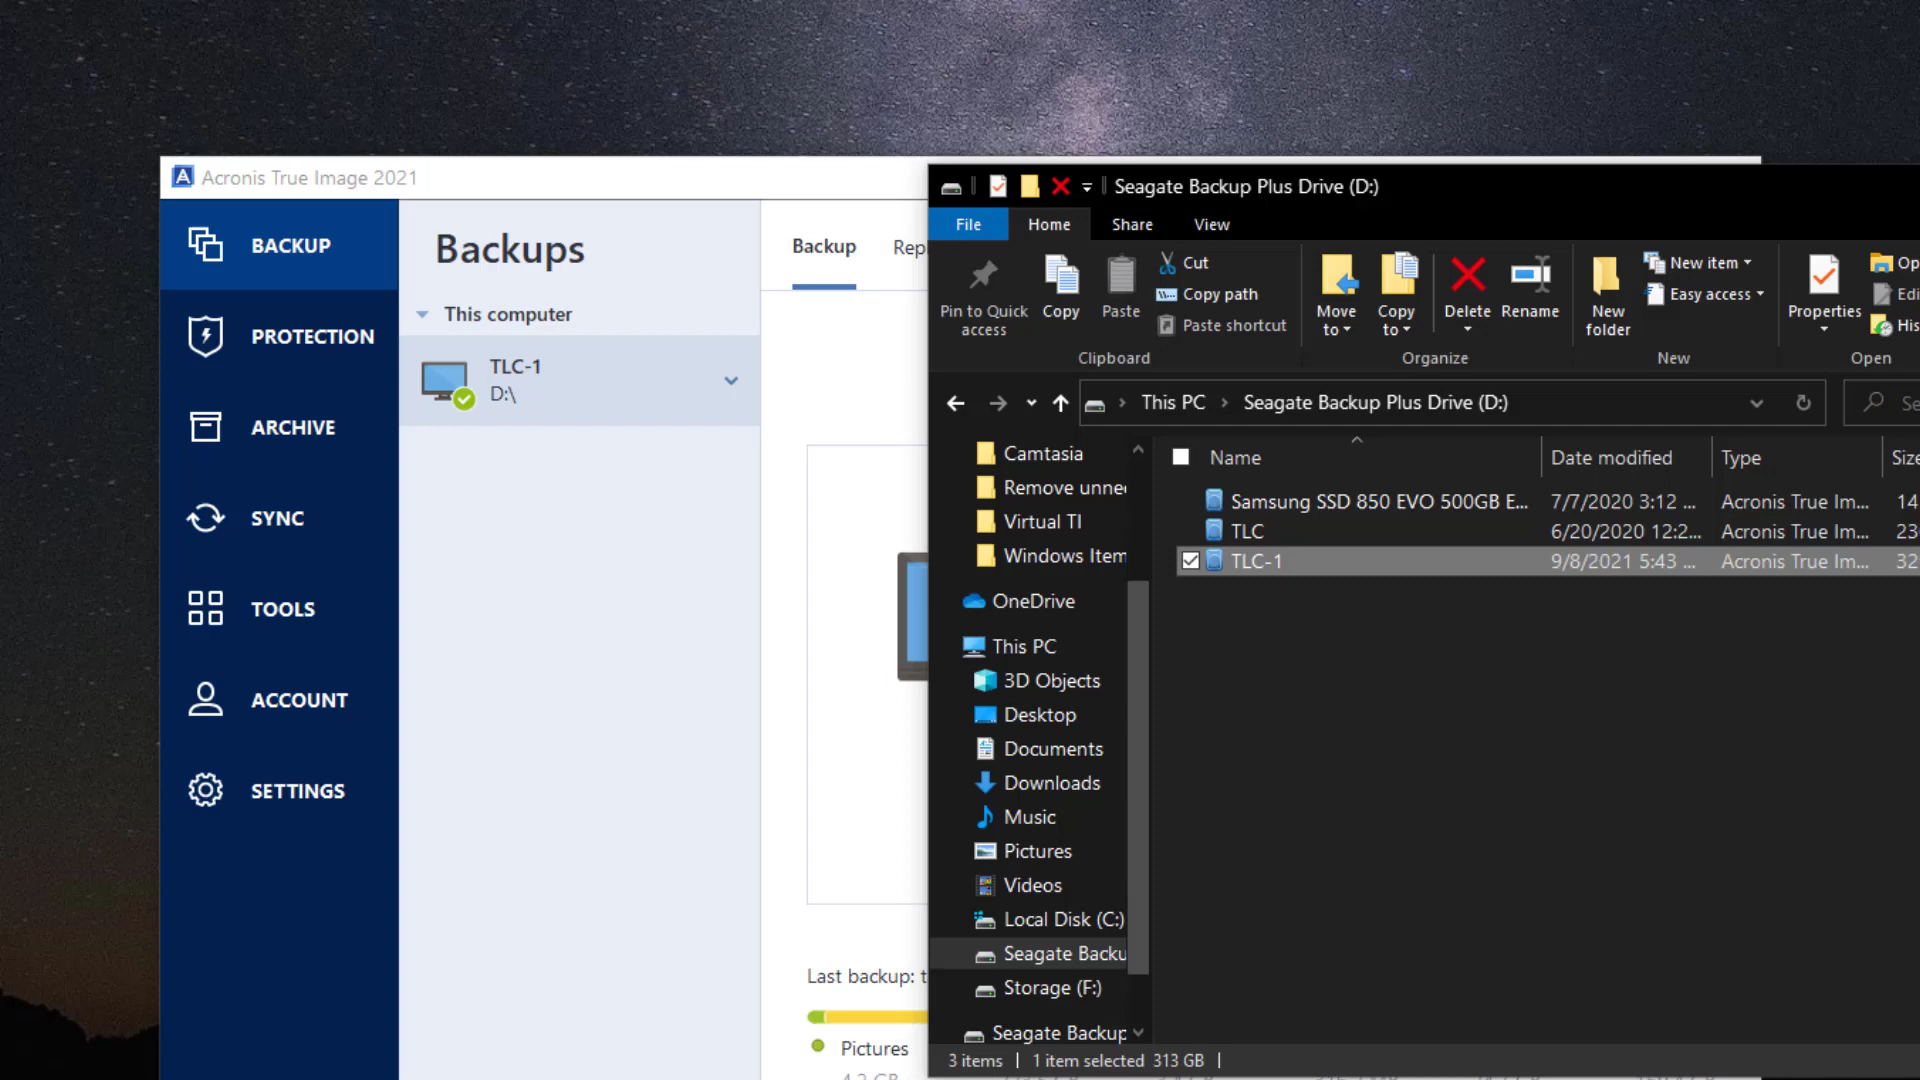 Acronis True Image 2021
BACKUP
PROTECTION
ARCHIVE
SYNC
TOOLS
ACCOUNT
SETTINGS
Backups
This computer
TLC-1
D:\
Backup Rep
Last backup: t
Pictures
Seagate Backup Plus Drive (D:)
File Home Share View
Pin to Quick access
Copy
Paste
Cut
Copy path
Paste shortcut
Clipboard
Move to
Copy to
Delete
Rename
Organize
New folder
New item
Easy access
New
Properties
Op
Edi
His
Open
This PC > Seagate Backup Plus Drive (D:)
Se
Camtasia
Remove unne
Virtual TI
Windows Item
OneDrive
This PC
3D Objects
Desktop
Documents
Downloads
Music
Pictures
Videos
Local Disk (C:)
Seagate Backu
Storage (F:)
Seagate Backup
Name Date modified Type Size
Samsung SSD 850 EVO 500GB E... 7/7/2020 3:12 ... Acronis True Im... 14
TLC 6/20/2020 12:2... Acronis True Im... 23
TLC-1 9/8/2021 5:43 ... Acronis True Im... 32
3 items 1 item selected 313 GB